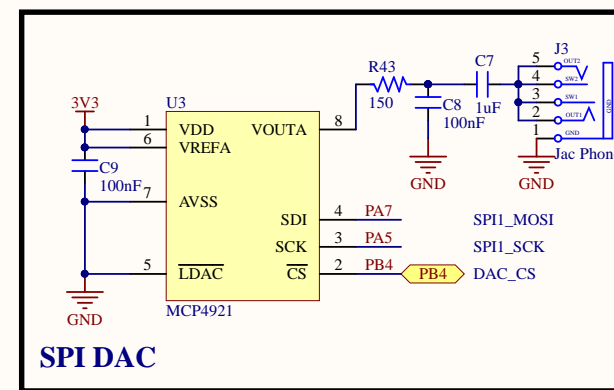 3V3
U3
1 VDD
6 VREFA
C9
100nF
7 AVSS
5 LDAC
GND
VOUTA 8
SDI 4 PA7 SPI1_MOSI
SCK 3 PA5 SPI1_SCK
CS 2 PB4 PB4 DAC_CS
MCP4921
R43
150
C7
1uF
C8
100nF
GND
J3
5 OUT2
4 SW2
3 SW1
2 OUT1
1 GND
GND
GND
Jac Phon
SPI DAC